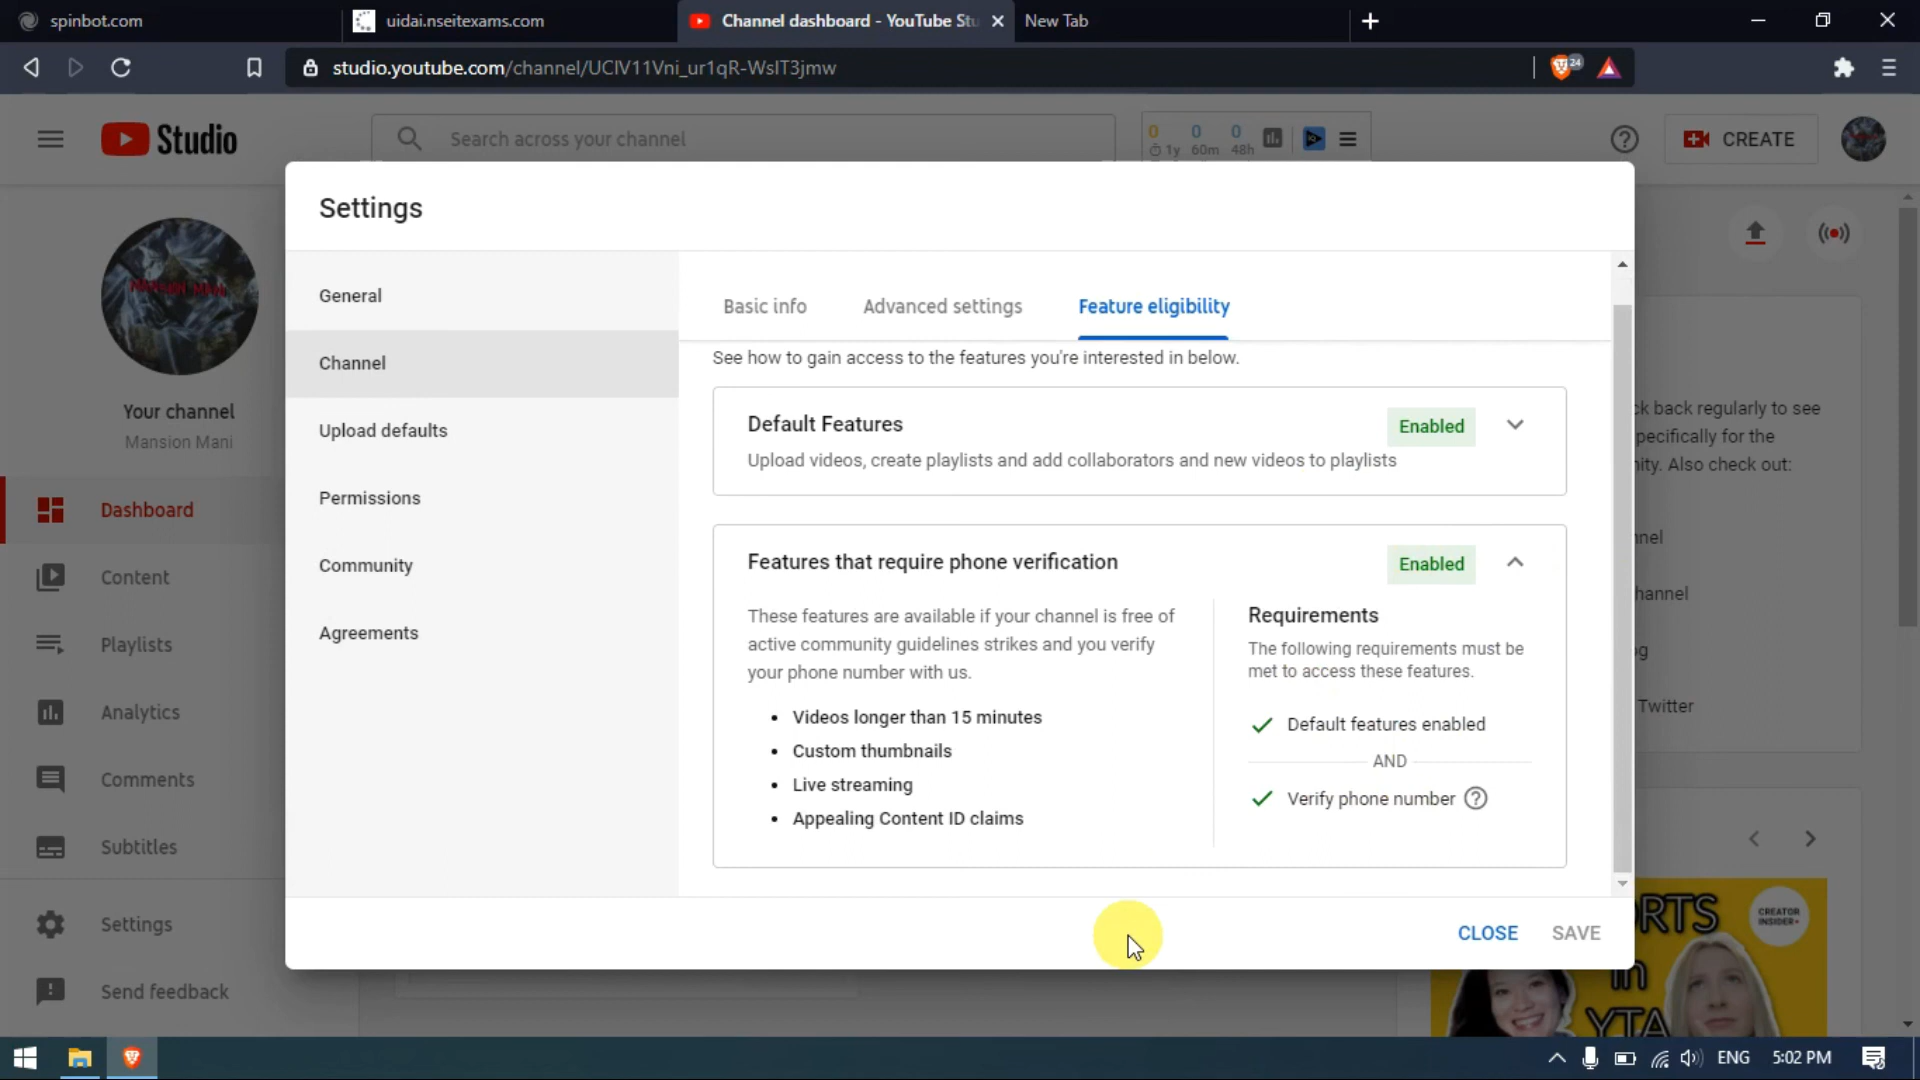 spinbot.com
uidai.nseitexams.com
Channel dashboard - YouTube Stu
New Tab
studio.youtube.com/channel/UClV11Vni_ur1qR-WsIT3jmw
24
Studio
Search across your channel
0 0 0
1y 60m 48h
CREATE
Settings
MANSION MANI
Your channel
Mansion Mani
Dashboard
Content
Playlists
Analytics
Comments
Subtitles
Settings
Send feedback
General
Channel
Upload defaults
Permissions
Community
Agreements
Basic info
Advanced settings
Feature eligibility
See how to gain access to the features you're interested in below.
Default Features
Enabled
Upload videos, create playlists and add collaborators and new videos to playlists
Features that require phone verification
Enabled
These features are available if your channel is free of
active community guidelines strikes and you verify
your phone number with us.
• Videos longer than 15 minutes
• Custom thumbnails
• Live streaming
• Appealing Content ID claims
Requirements
The following requirements must be
met to access these features.
Default features enabled
AND
Verify phone number
CLOSE
SAVE
ck back regularly to see
pecifically for the
nity. Also check out:
nnel
hannel
og
Twitter
RTS
in
YTA
CREATOR
INSIDER+
ENG
5:02 PM